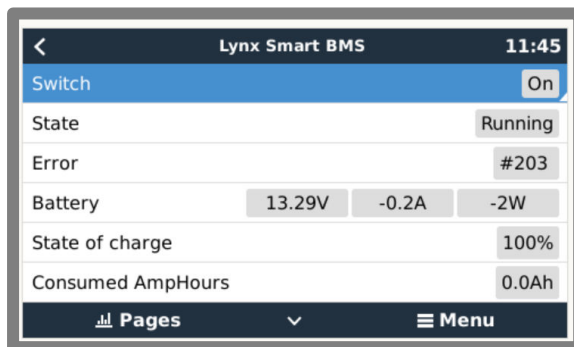 Lynx Smart BMS 11:45
Switch On
State Running
Error #203
Battery 13.29V -0.2A -2W
State of charge 100%
Consumed AmpHours 0.0Ah
Pages Menu